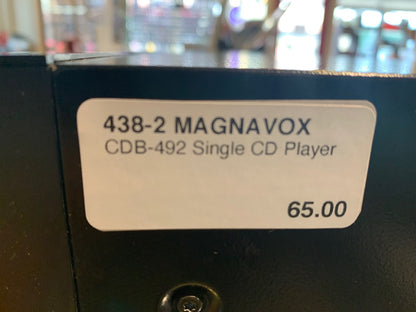 438-2 MAGNAVOX
CDB-492 Single CD Player
65.00